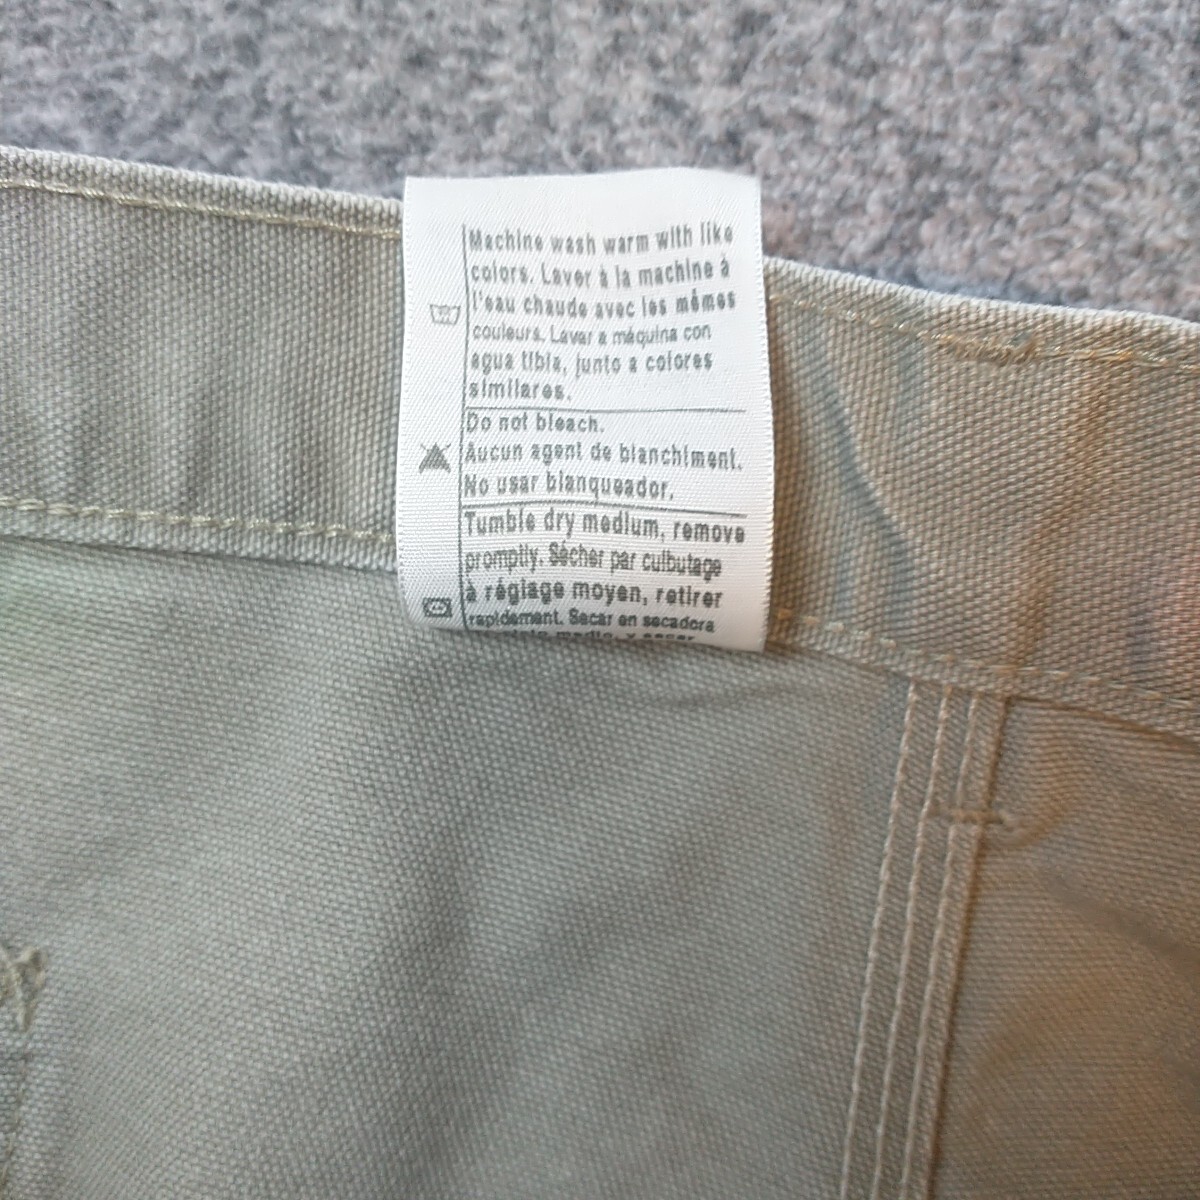 Machine wash warm with like
colors. Laver à la machine à
l'eau chaude avec les mêmes
couleurs. Lavar a máquina con
agua tibia, junto a colores
similares.
Do not bleach.
Aucun agent de blanchiment.
No usar blanqueador.
Tumble dry medium, remove
promptly. Sécher par culbutage
à réglage moyen, retirer
rapidement. Secar en secadora
medio, y sacar